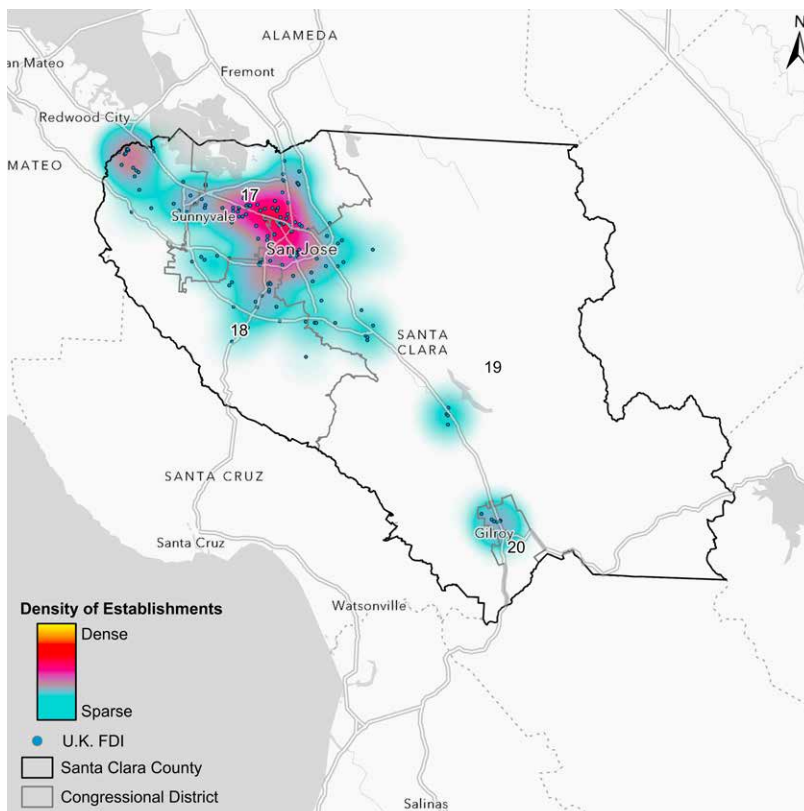 ALAMEDA
N
an Mateo
Fremont
Redwood City
MATEO
17
Sunnyvale
San Jose
18
SANTA
CLARA
19
SANTA CRUZ
Gilroy
20
Santa Cruz
Watsonville
Density of Establishments
Dense
Sparse
U.K. FDI
Santa Clara County
Congressional District
Salinas